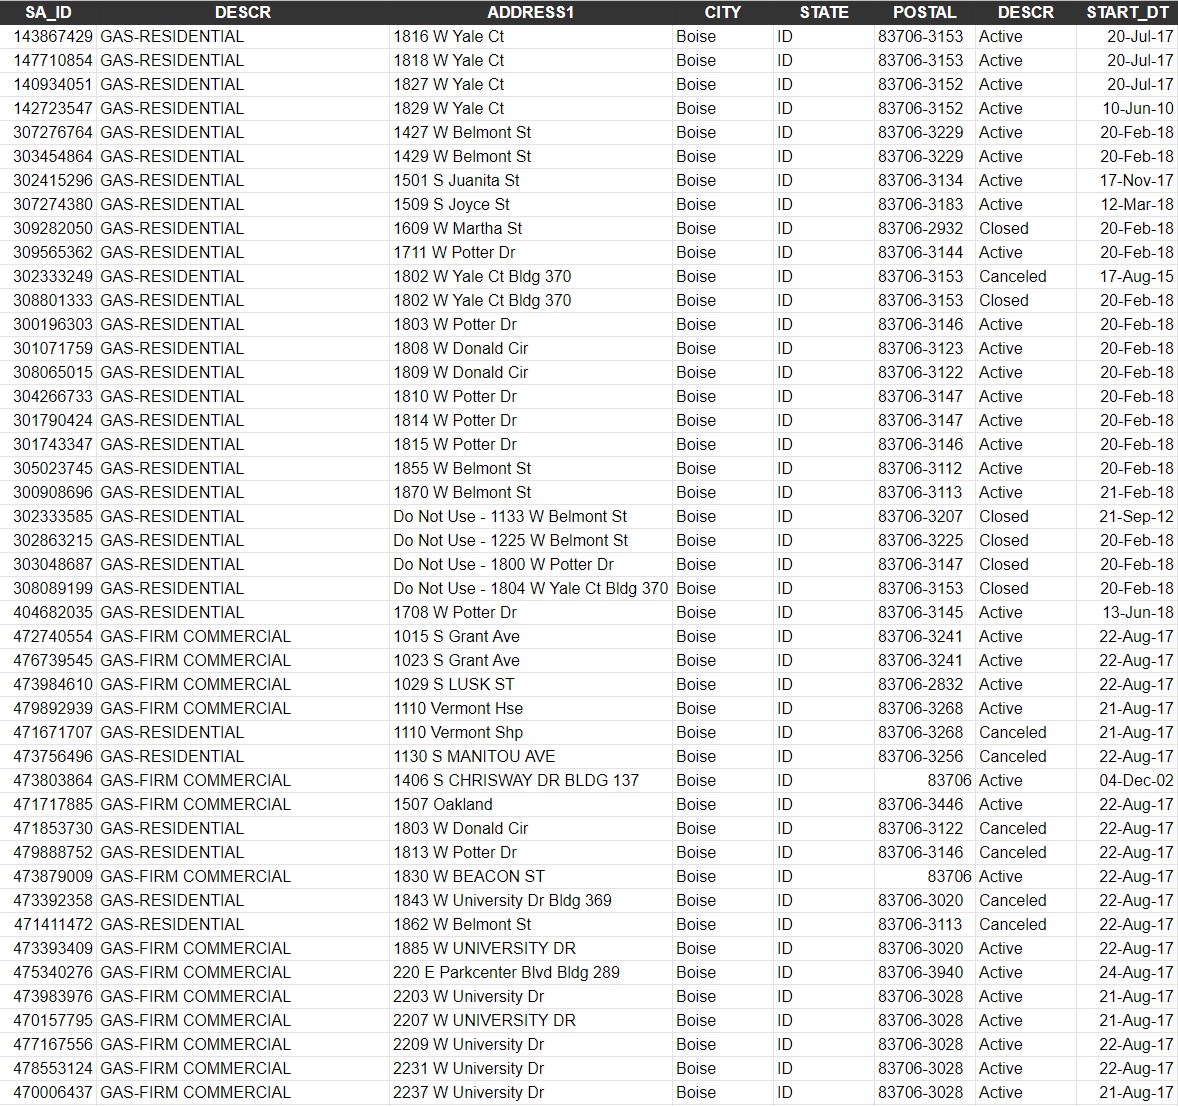 SA_ID DESCR ADDRESS1 CITY STATE POSTAL DESCR START_DT
143867429 GAS-RESIDENTIAL 1816 W Yale Ct Boise ID 83706-3153 Active 20-Jul-17
147710854 GAS-RESIDENTIAL 1818 W Yale Ct Boise ID 83706-3153 Active 20-Jul-17
140934051 GAS-RESIDENTIAL 1827 W Yale Ct Boise ID 83706-3152 Active 20-Jul-17
142723547 GAS-RESIDENTIAL 1829 W Yale Ct Boise ID 83706-3152 Active 10-Jun-10
307276764 GAS-RESIDENTIAL 1427 W Belmont St Boise ID 83706-3229 Active 20-Feb-18
303454864 GAS-RESIDENTIAL 1429 W Belmont St Boise ID 83706-3229 Active 20-Feb-18
302415296 GAS-RESIDENTIAL 1501 S Juanita St Boise ID 83706-3134 Active 17-Nov-17
307274380 GAS-RESIDENTIAL 1509 S Joyce St Boise ID 83706-3183 Active 12-Mar-18
309282050 GAS-RESIDENTIAL 1609 W Martha St Boise ID 83706-2932 Closed 20-Feb-18
309565362 GAS-RESIDENTIAL 1711 W Potter Dr Boise ID 83706-3144 Active 20-Feb-18
302333249 GAS-RESIDENTIAL 1802 W Yale Ct Bldg 370 Boise ID 83706-3153 Canceled 17-Aug-15
308801333 GAS-RESIDENTIAL 1802 W Yale Ct Bldg 370 Boise ID 83706-3153 Closed 20-Feb-18
300196303 GAS-RESIDENTIAL 1803 W Potter Dr Boise ID 83706-3146 Active 20-Feb-18
301071759 GAS-RESIDENTIAL 1808 W Donald Cir Boise ID 83706-3123 Active 20-Feb-18
308065015 GAS-RESIDENTIAL 1809 W Donald Cir Boise ID 83706-3122 Active 20-Feb-18
304266733 GAS-RESIDENTIAL 1810 W Potter Dr Boise ID 83706-3147 Active 20-Feb-18
301790424 GAS-RESIDENTIAL 1814 W Potter Dr Boise ID 83706-3147 Active 20-Feb-18
301743347 GAS-RESIDENTIAL 1815 W Potter Dr Boise ID 83706-3146 Active 20-Feb-18
305023745 GAS-RESIDENTIAL 1855 W Belmont St Boise ID 83706-3112 Active 20-Feb-18
300908696 GAS-RESIDENTIAL 1870 W Belmont St Boise ID 83706-3113 Active 21-Feb-18
302333585 GAS-RESIDENTIAL Do Not Use - 1133 W Belmont St Boise ID 83706-3207 Closed 21-Sep-12
302863215 GAS-RESIDENTIAL Do Not Use - 1225 W Belmont St Boise ID 83706-3225 Closed 20-Feb-18
303048687 GAS-RESIDENTIAL Do Not Use - 1800 W Potter Dr Boise ID 83706-3147 Closed 20-Feb-18
308089199 GAS-RESIDENTIAL Do Not Use - 1804 W Yale Ct Bldg 370 Boise ID 83706-3153 Closed 20-Feb-18
404682035 GAS-RESIDENTIAL 1708 W Potter Dr Boise ID 83706-3145 Active 13-Jun-18
472740554 GAS-FIRM COMMERCIAL 1015 S Grant Ave Boise ID 83706-3241 Active 22-Aug-17
476739545 GAS-FIRM COMMERCIAL 1023 S Grant Ave Boise ID 83706-3241 Active 22-Aug-17
473984610 GAS-FIRM COMMERCIAL 1029 S LUSK ST Boise ID 83706-2832 Active 22-Aug-17
479892939 GAS-FIRM COMMERCIAL 1110 Vermont Hse Boise ID 83706-3268 Active 21-Aug-17
471671707 GAS-RESIDENTIAL 1110 Vermont Shp Boise ID 83706-3268 Canceled 21-Aug-17
473756496 GAS-RESIDENTIAL 1130 S MANITOU AVE Boise ID 83706-3256 Canceled 22-Aug-17
473803864 GAS-FIRM COMMERCIAL 1406 S CHRISWAY DR BLDG 137 Boise ID 83706 Active 04-Dec-02
471717885 GAS-FIRM COMMERCIAL 1507 Oakland Boise ID 83706-3446 Active 22-Aug-17
471853730 GAS-RESIDENTIAL 1803 W Donald Cir Boise ID 83706-3122 Canceled 22-Aug-17
479888752 GAS-RESIDENTIAL 1813 W Potter Dr Boise ID 83706-3146 Canceled 22-Aug-17
473879009 GAS-FIRM COMMERCIAL 1830 W BEACON ST Boise ID 83706 Active 22-Aug-17
473392358 GAS-RESIDENTIAL 1843 W University Dr Bldg 369 Boise ID 83706-3020 Canceled 22-Aug-17
471411472 GAS-RESIDENTIAL 1862 W Belmont St Boise ID 83706-3113 Canceled 22-Aug-17
473393409 GAS-FIRM COMMERCIAL 1885 W UNIVERSITY DR Boise ID 83706-3020 Active 22-Aug-17
475340276 GAS-FIRM COMMERCIAL 220 E Parkcenter Blvd Bldg 289 Boise ID 83706-3940 Active 24-Aug-17
473983976 GAS-FIRM COMMERCIAL 2203 W University Dr Boise ID 83706-3028 Active 21-Aug-17
470157795 GAS-FIRM COMMERCIAL 2207 W UNIVERSITY DR Boise ID 83706-3028 Active 21-Aug-17
477167556 GAS-FIRM COMMERCIAL 2209 W University Dr Boise ID 83706-3028 Active 22-Aug-17
478553124 GAS-FIRM COMMERCIAL 2231 W University Dr Boise ID 83706-3028 Active 22-Aug-17
470006437 GAS-FIRM COMMERCIAL 2237 W University Dr Boise ID 83706-3028 Active 21-Aug-17